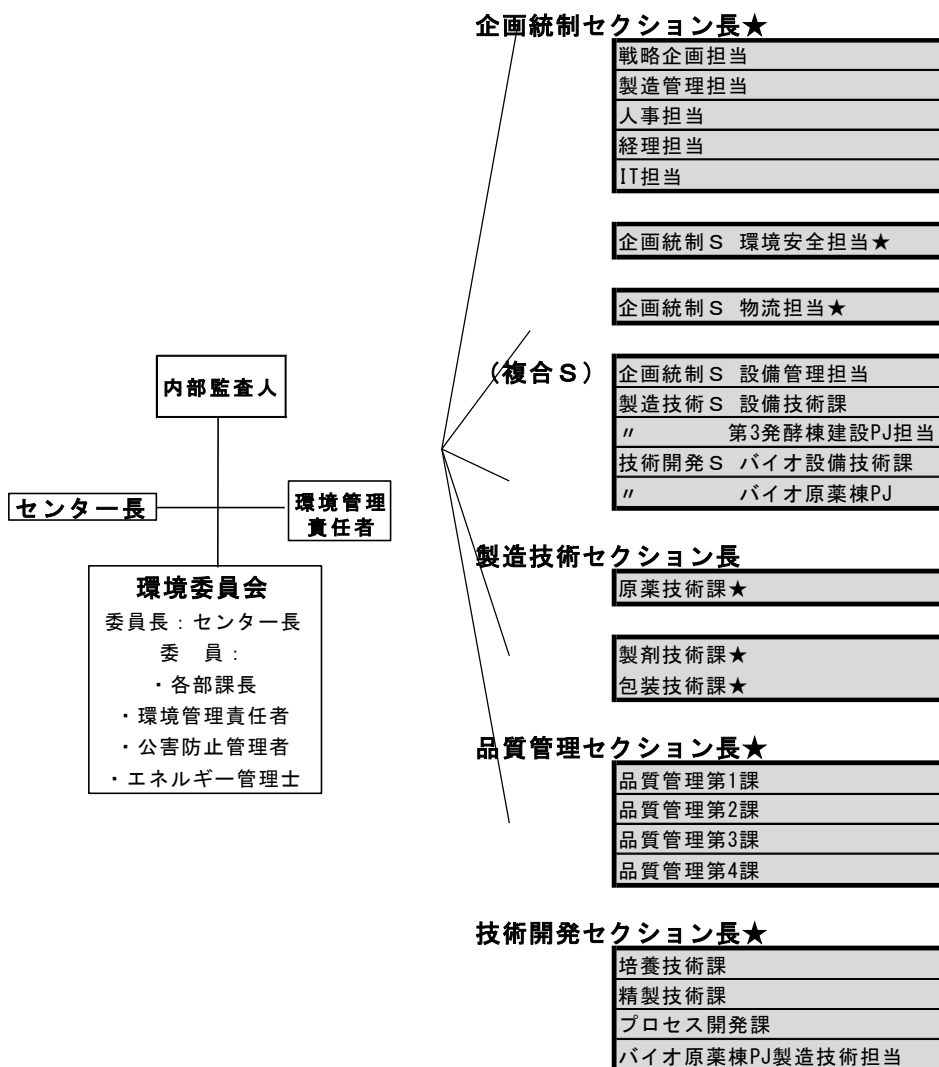 企画統制セクション長★
戦略企画担当
製造管理担当
人事担当
経理担当
IT担当
企画統制Ｓ 環境安全担当★
企画統制Ｓ 物流担当★
（複合Ｓ）
企画統制Ｓ 設備管理担当
製造技術Ｓ 設備技術課
〃 第3発酵棟建設PJ担当
技術開発Ｓ バイオ設備技術課
〃 バイオ原薬棟PJ
内部監査人
センター長
環境管理
責任者
環境委員会
委員長：センター長
委　員：
・各部課長
・環境管理責任者
・公害防止管理者
・エネルギー管理士
製造技術セクション長
原薬技術課★
製剤技術課★
包装技術課★
品質管理セクション長★
品質管理第1課
品質管理第2課
品質管理第3課
品質管理第4課
技術開発セクション長★
培養技術課
精製技術課
プロセス開発課
バイオ原薬棟PJ製造技術担当